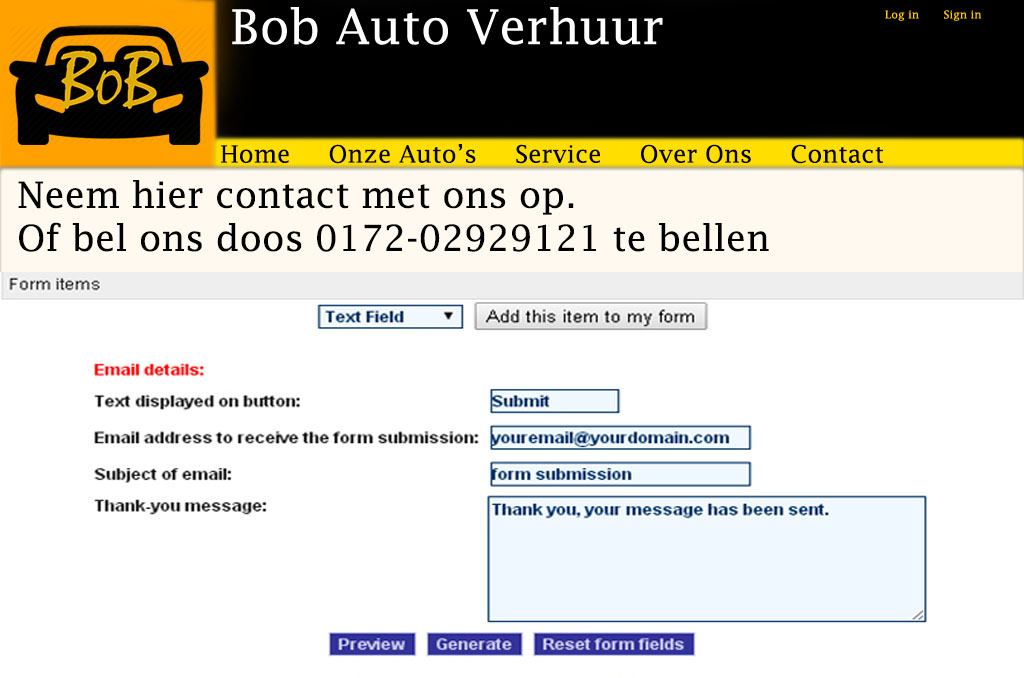 BoB
Bob Auto Verhuur
Log in Sign in
Home Onze Auto's Service Over Ons Contact
Neem hier contact met ons op.
Of bel ons doos 0172-02929121 te bellen
Form items
Text Field Add this item to my form
Email details:
Text displayed on button: Submit
Email address to receive the form submission: youremail@yourdomain.com
Subject of email: form submission
Thank-you message: Thank you, your message has been sent.
Preview Generate Reset form fields